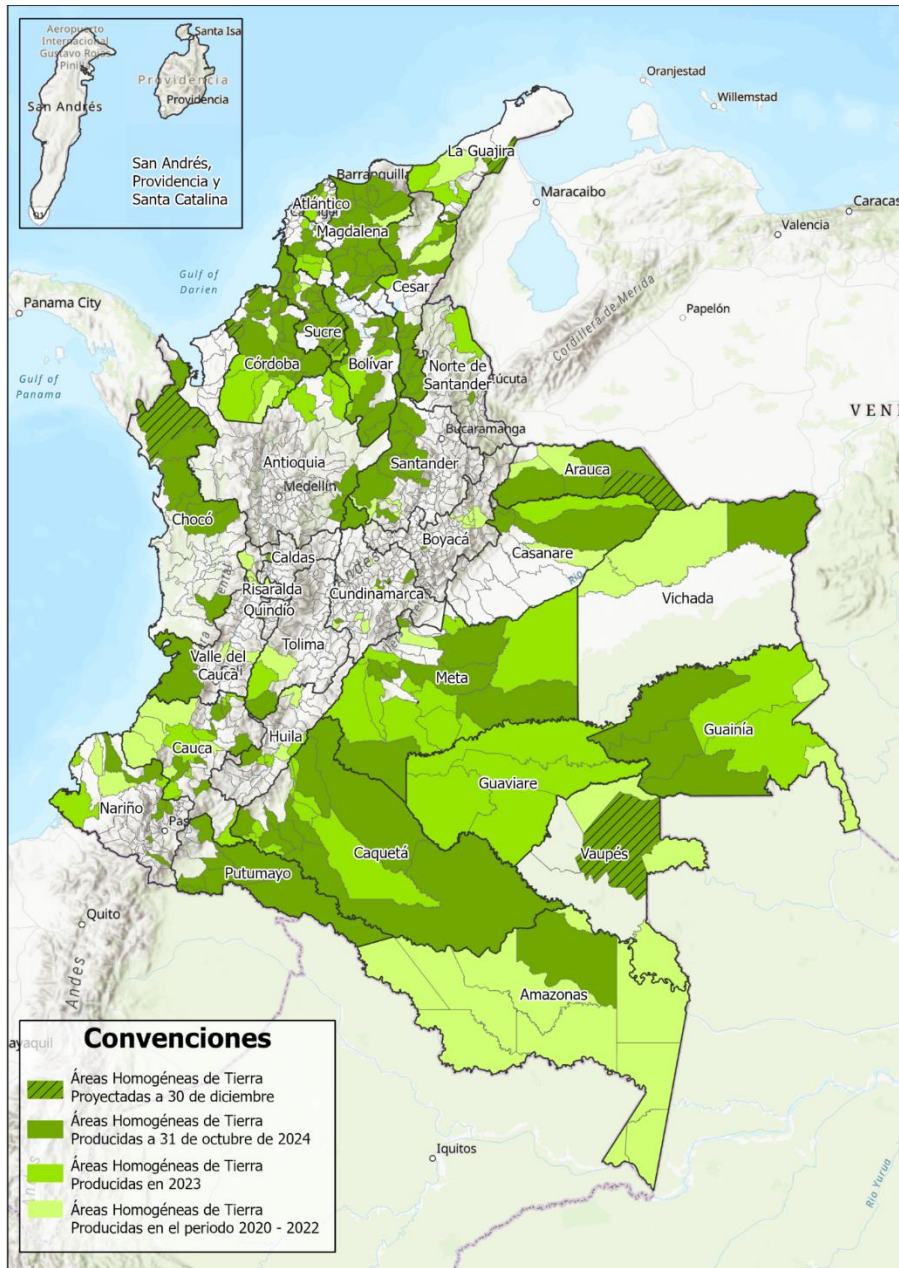 Aeropuerto
Internacional
Gustavo Rojas
Pinilla
San Andrés
Santa Isa
Providencia
Providencia
San Andrés,
Providencia y
Santa Catalina
Oranjestad
Willemstad
La Guajira
Barranquilla
Maracaibo
Caracas
Atlántico
Magdalena
Valencia
Gulf of
Darien
Cesar
Panama City
Papelón
Cordillera de Merida
Sucre
Córdoba
Bolívar
Norte de
Santander
Gulf of
Panama
Bucaramanga
VEN
Antioquia
Medellín
Santander
Arauca
Chocó
Boyacá
Caldas
Casanare
Risaralda
Cundinamarca
Vichada
Quindío
Tolima
Valle del
Cauca
Meta
Huila
Guainía
Cauca
Guaviare
Nariño
Pas
Vaupés
Caquetá
Putumayo
Quito
Andes
Amazonas
Convenciones
ayaquil
Áreas Homogéneas de Tierra
Proyectadas a 30 de diciembre
Áreas Homogéneas de Tierra
Producidas a 31 de octubre de 2024
Áreas Homogéneas de Tierra
Producidas en 2023
Áreas Homogéneas de Tierra
Producidas en el periodo 2020 - 2022
Iquitos
Rio Yurua